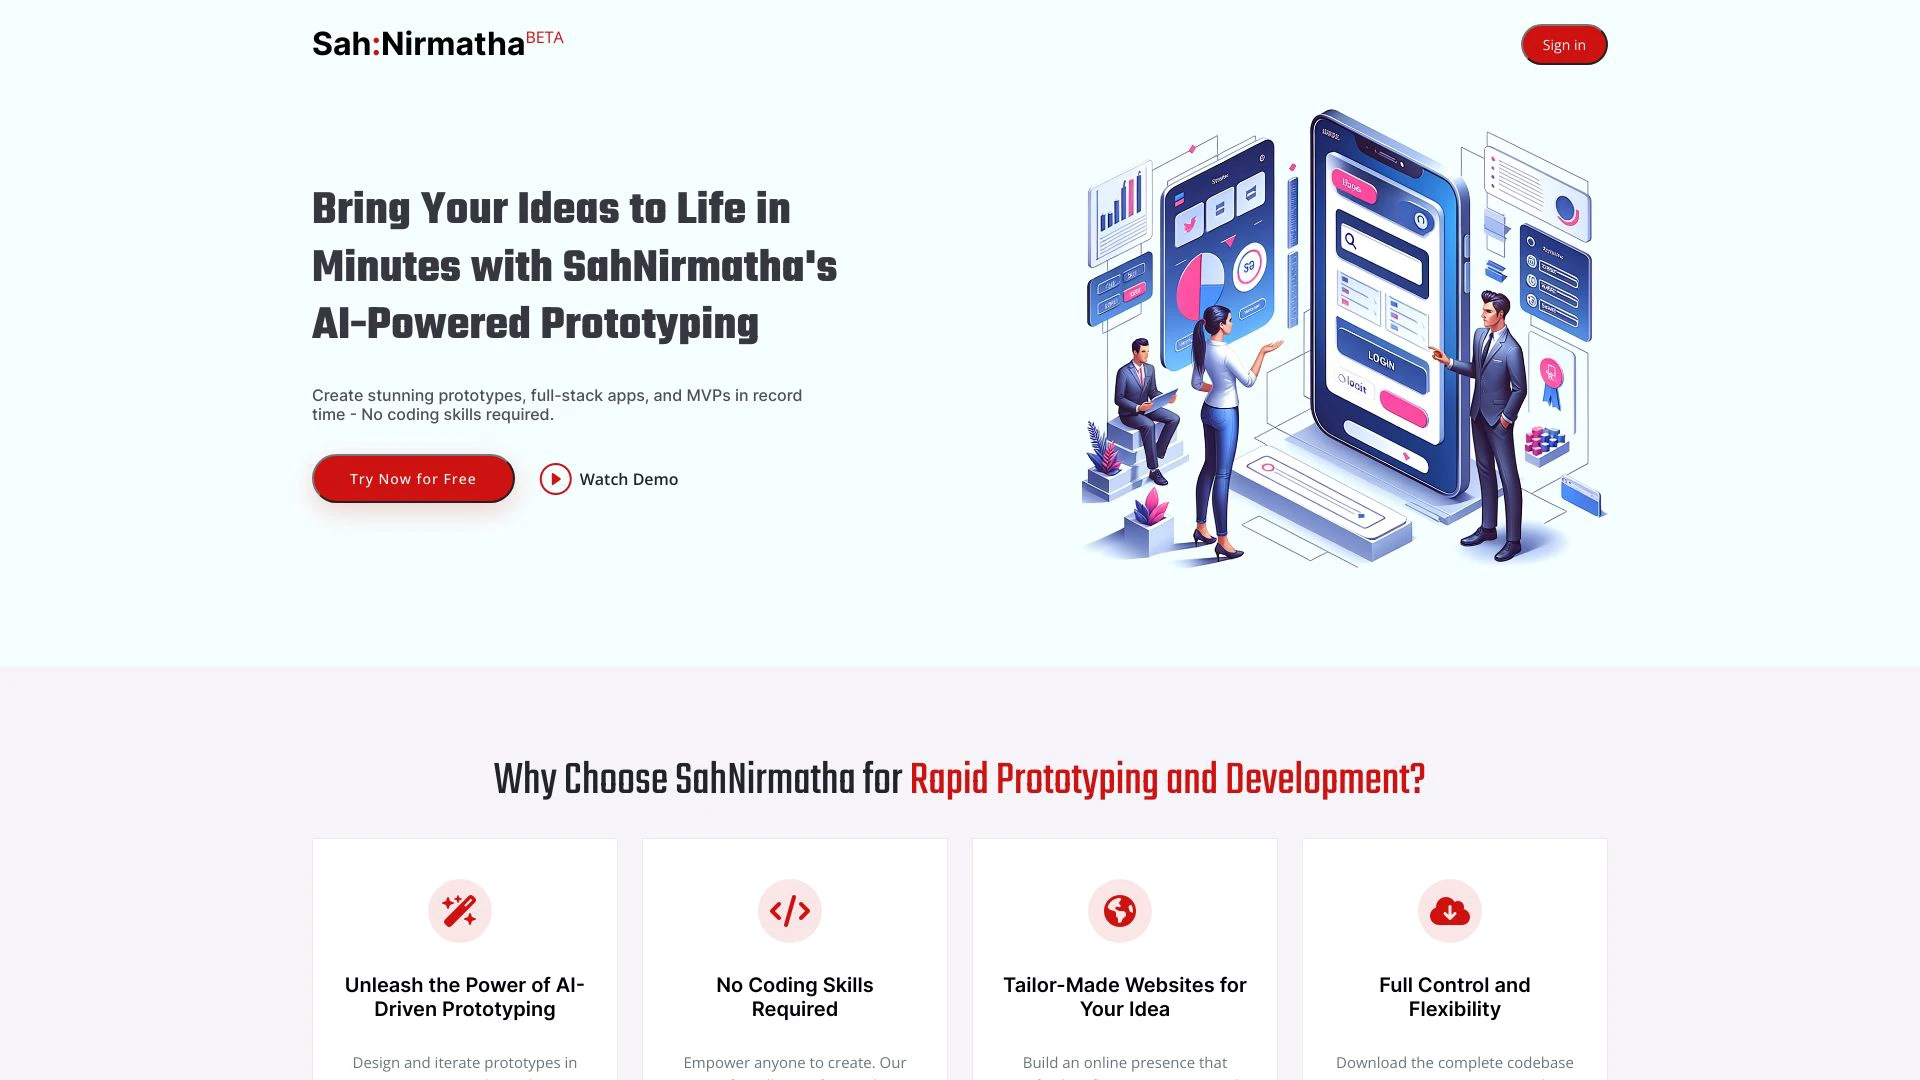 Sah:Nirmatha BETA
Sign in
Bring Your Ideas to Life in
Minutes with SahNirmatha's
AI-Powered Prototyping
Create stunning prototypes, full-stack apps, and MVPs in record
time - No coding skills required.
Try Now for Free
Watch Demo
LOGIN
Why Choose SahNirmatha for Rapid Prototyping and Development?
Unleash the Power of AI-
Driven Prototyping
Design and iterate prototypes in
No Coding Skills
Required
Empower anyone to create. Our
Tailor-Made Websites for
Your Idea
Build an online presence that
Full Control and
Flexibility
Download the complete codebase